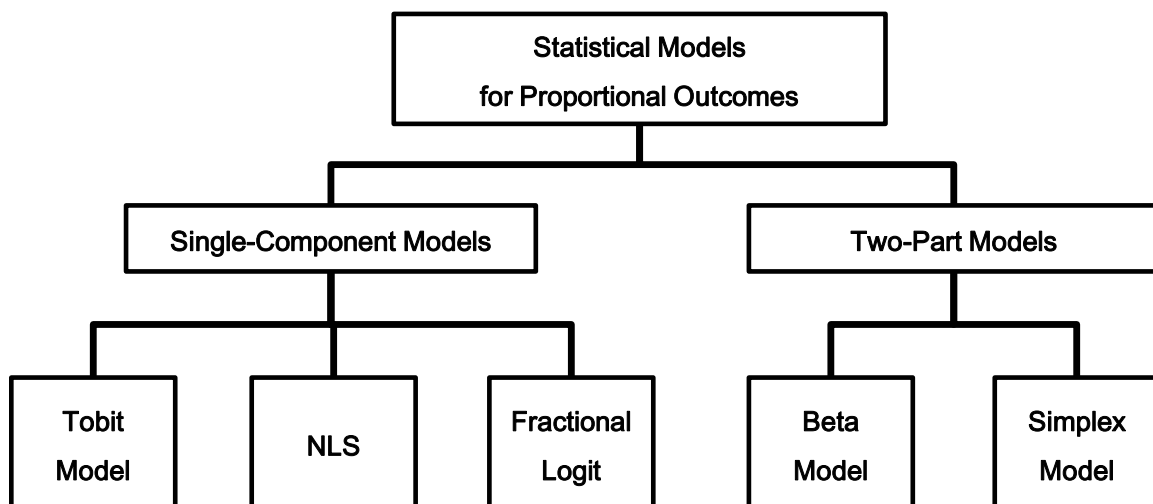 Statistical Models
for Proportional Outcomes
Single-Component Models
Two-Part Models
Tobit
Model
NLS
Fractional
Logit
Beta
Model
Simplex
Model